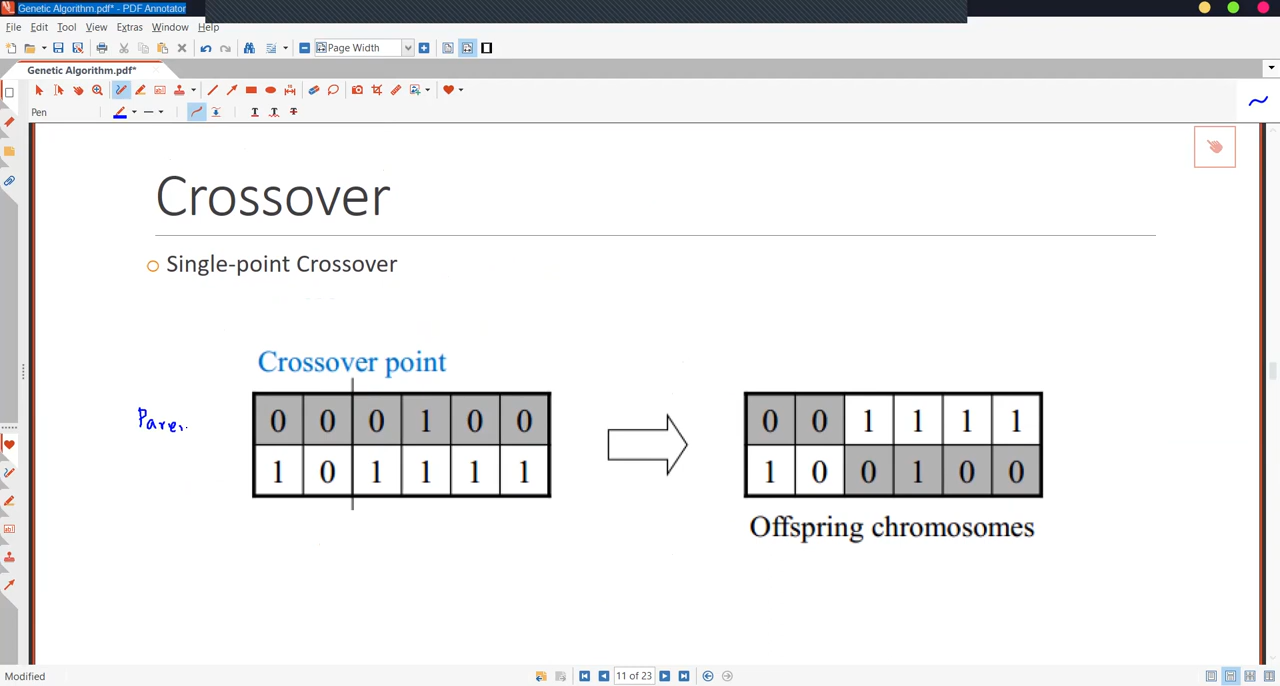 Genetic Algorithm.pdf* - PDF Annotator
File Edit Tool View Extras Window Help
Page Width
Genetic Algorithm.pdf*
Pen
Crossover
Single-point Crossover
Crossover point
0 0 0 1 0 0
1 0 1 1 1 1
0 0 1 1 1 1
1 0 0 1 0 0
Offspring chromosomes
Modified
11 of 23